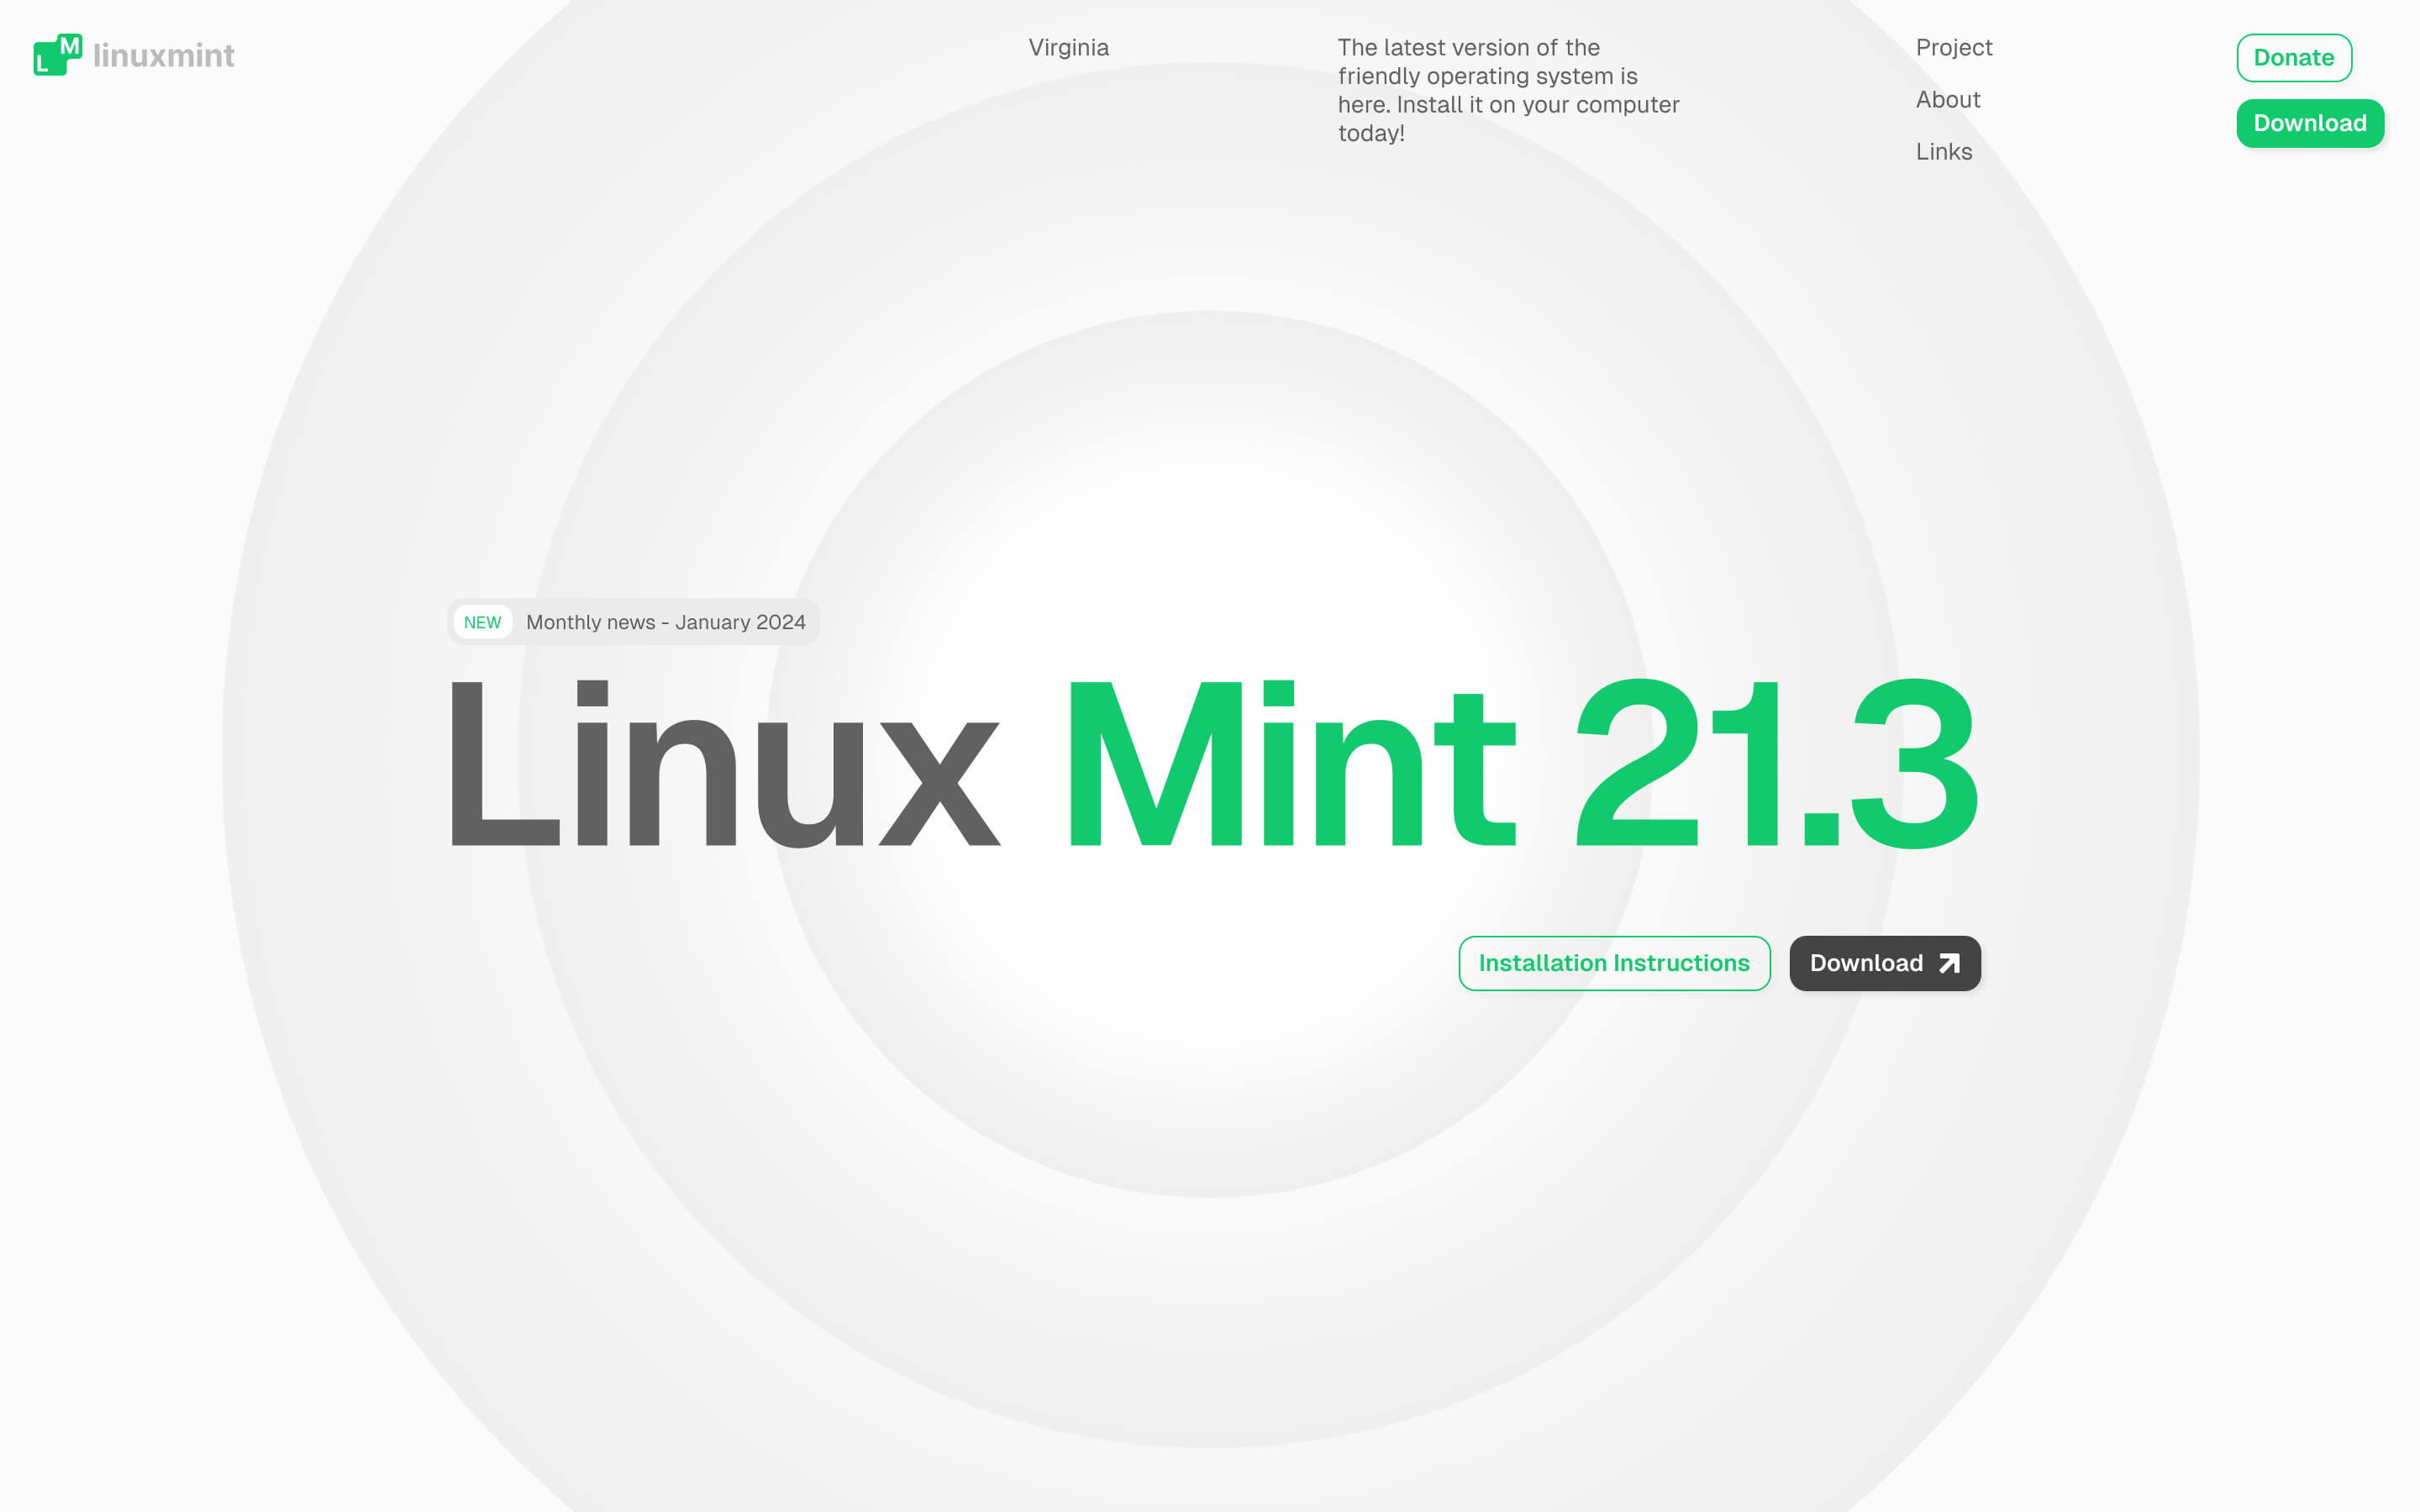 LM linuxmint
Virginia
The latest version of the
friendly operating system is
here. Install it on your computer
today!
Project
About
Links
Donate
Download
NEW Monthly news - January 2024
Linux Mint 21.3
Installation Instructions
Download